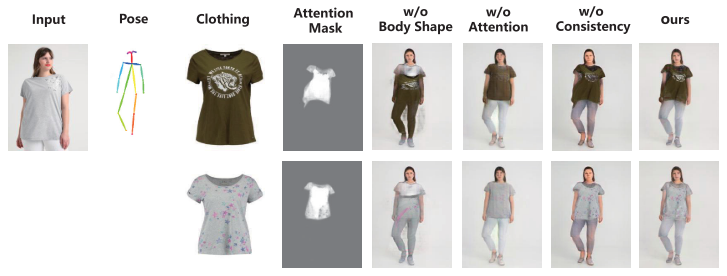 Input
Pose
Clothing
Attention
Mask
w/o
Body Shape
w/o
Attention
w/o
Consistency
ours